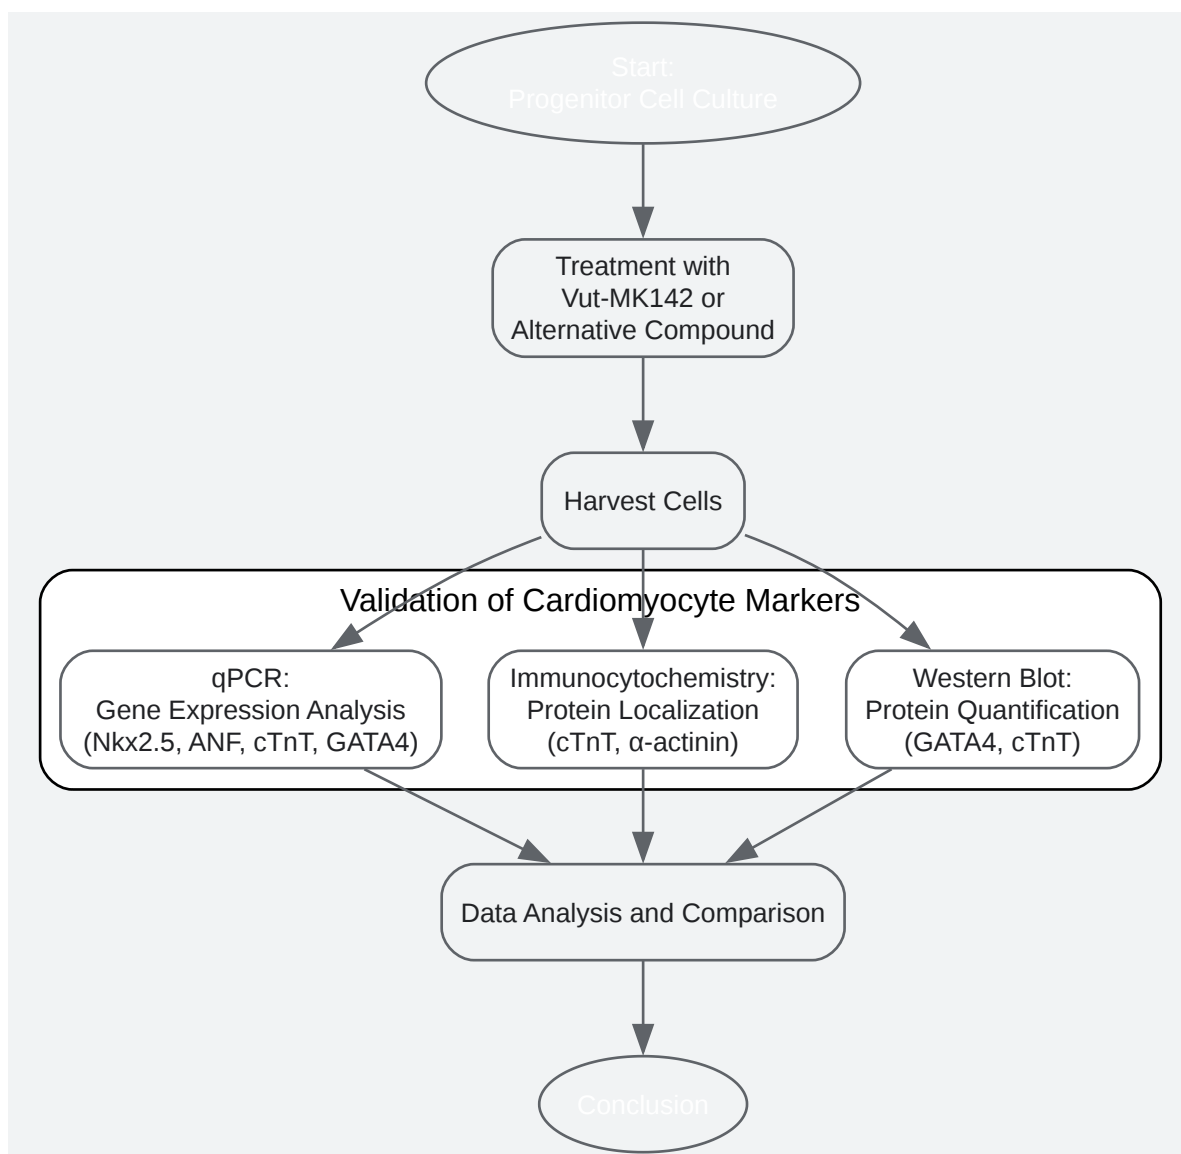 Start:
Progenitor Cell Culture
Treatment with
Vut-MK142 or
Alternative Compound
Harvest Cells
Validation of Cardiomyocyte Markers
qPCR:
Gene Expression Analysis
(Nkx2.5, ANF, cTnT, GATA4)
Immunocytochemistry:
Protein Localization
(cTnT, α-actinin)
Western Blot:
Protein Quantification
(GATA4, cTnT)
Data Analysis and Comparison
Conclusion